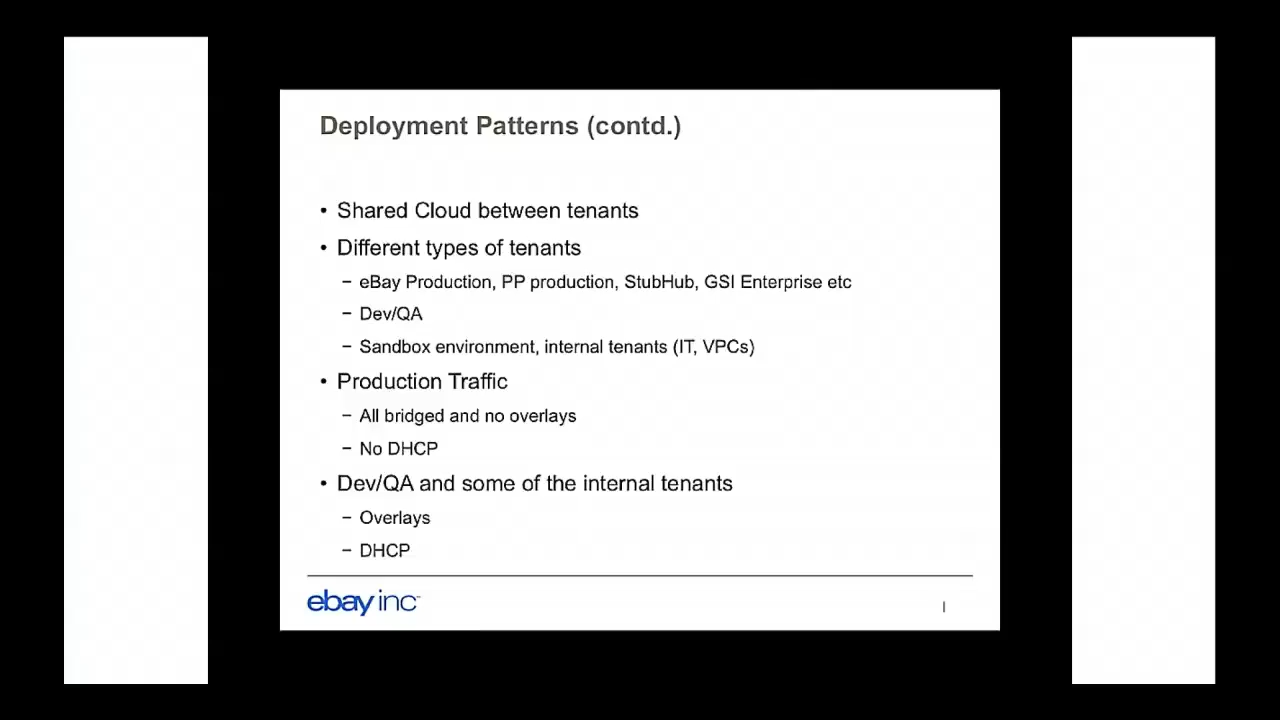 Deployment Patterns (contd.)
• Shared Cloud between tenants
• Different types of tenants
− eBay Production, PP production, StubHub, GSI Enterprise etc
− Dev/QA
− Sandbox environment, internal tenants (IT, VPCs)
• Production Traffic
− All bridged and no overlays
− No DHCP
• Dev/QA and some of the internal tenants
− Overlays
− DHCP
ebay inc